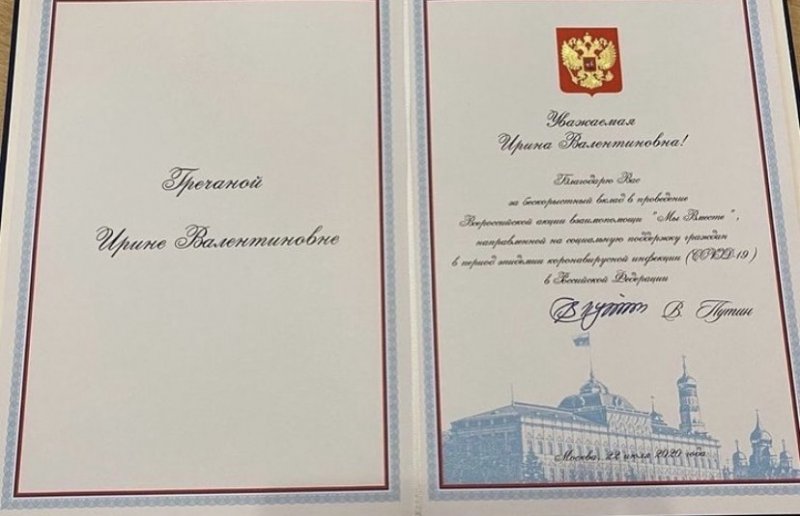 Гречаной
Ирине Валентиновне
Уважаемая
Ирина Валентиновна!
Благодарю Вас
за бескорыстный вклад в проведение
Всероссийской акции взаимопомощи "Мы Вместе",
направленной на социальную поддержку граждан
в период эпидемии коронавирусной инфекции (COVID-19)
в Российской Федерации
В. Путин
Москва, 22 июля 2020 года